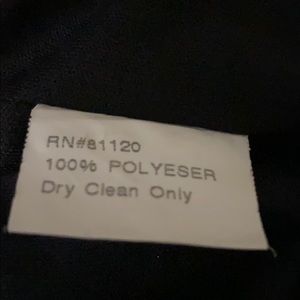 RN#81120
100% POLYESER
Dry Clean Only